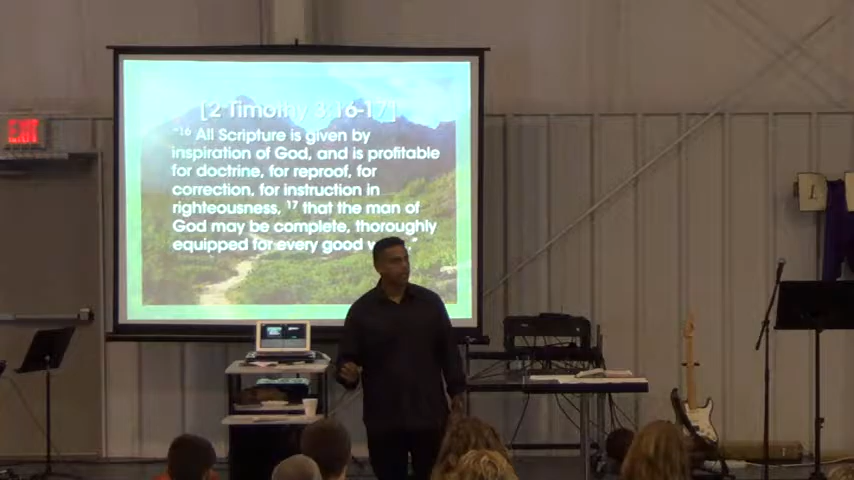 EXIT
[2 Timothy 3:16-17]
"16 All Scripture is given by
inspiration of God, and is profitable
for doctrine, for reproof, for
correction, for instruction in
righteousness, 17 that the man of
God may be complete, thoroughly
equipped for every good
L